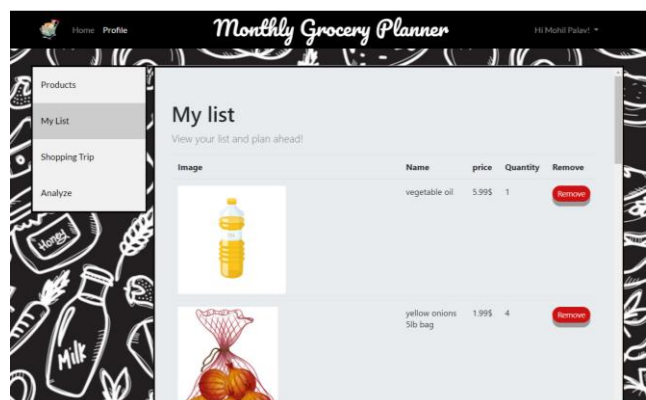 Home Profile Monthly Grocery Planner Hi Mohil Palav!
Products
My List
Shopping Trip
Analyze
My list
View your list and plan ahead!
Image Name price Quantity Remove
vegetable oil 5.99$ 1 Remove
yellow onions 1.99$ 4 Remove
5lb bag
Honey
Milk